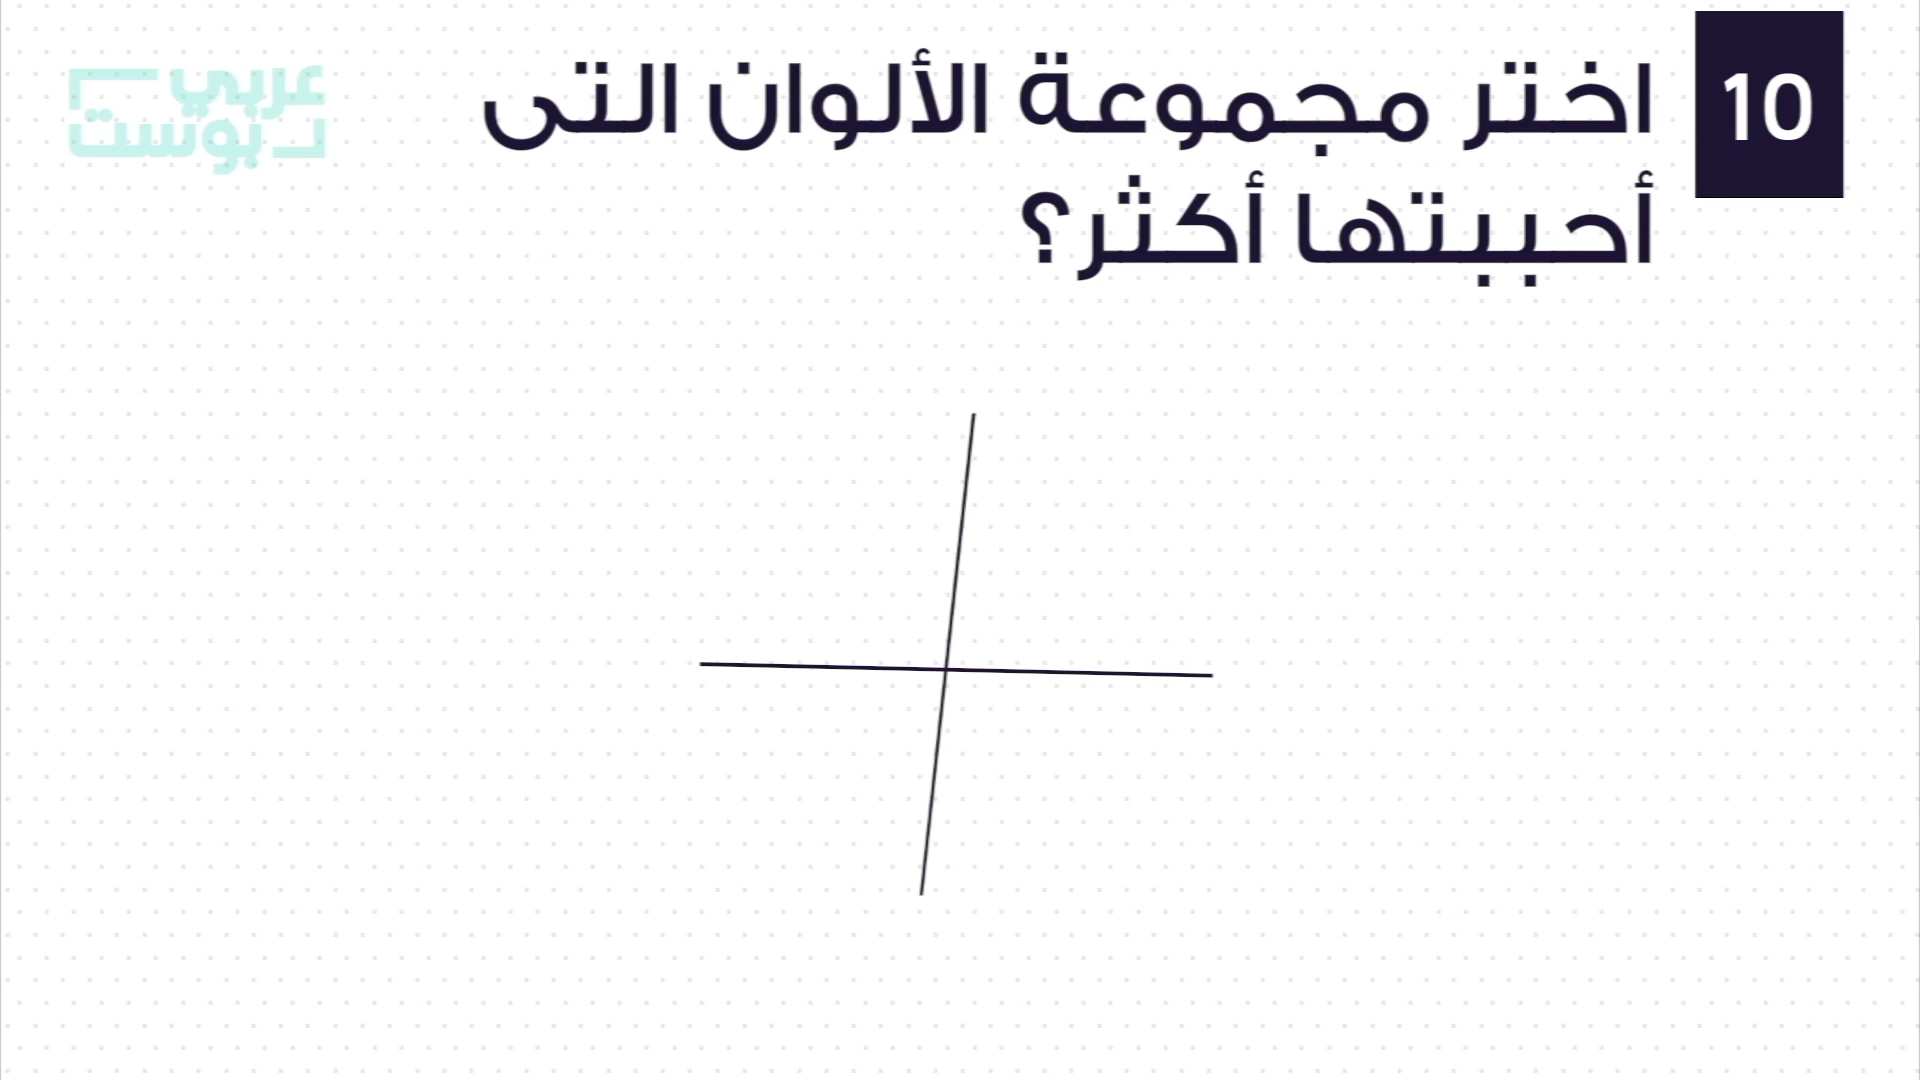 10
اختر مجموعة الألوان التى
أحببتها أكثر؟
عربي
بوست